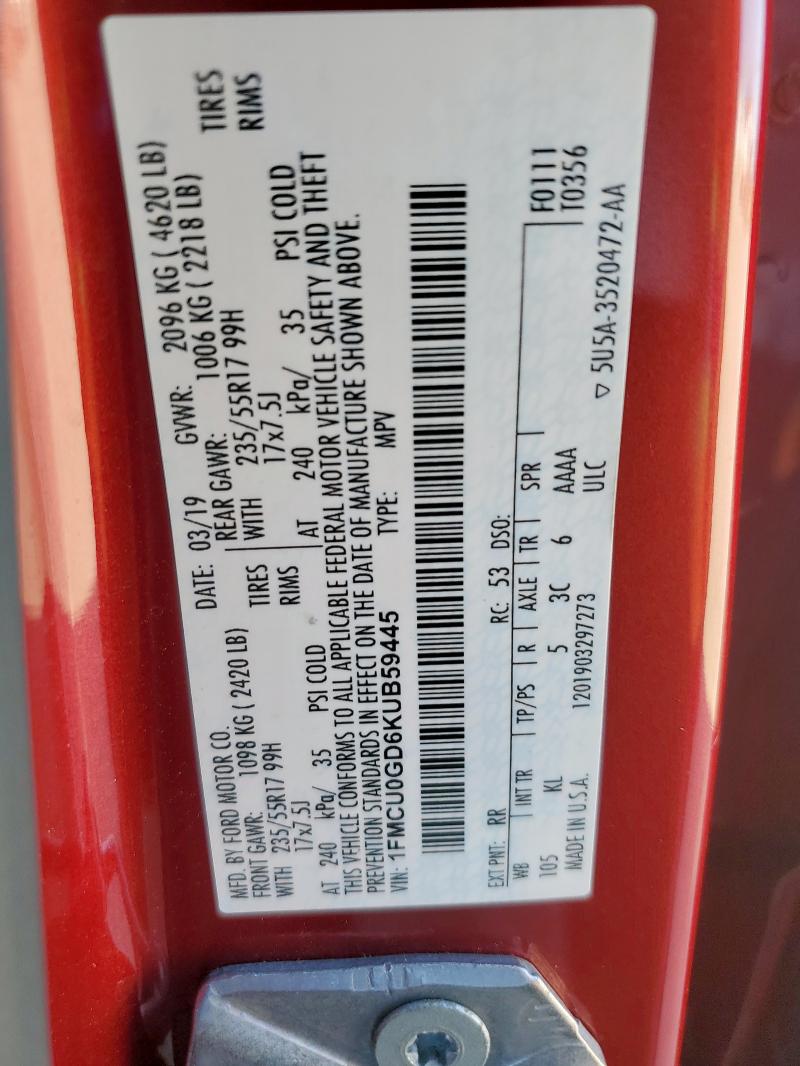 MFD. BY FORD MOTOR CO. DATE: 03/19 GVWR: 2096 KG ( 4620 LB)
FRONT GAWR: 1098 KG ( 2420 LB) REAR GAWR: 1006 KG ( 2218 LB)
WITH 235/55R17 99H TIRES WITH 235/55R17 99H TIRES
17x7.5J RIMS 17x7.5J RIMS
AT 240 kPa/ 35 PSI COLD AT 240 kPa/ 35 PSI COLD
THIS VEHICLE CONFORMS TO ALL APPLICABLE FEDERAL MOTOR VEHICLE SAFETY AND THEFT
PREVENTION STANDARDS IN EFFECT ON THE DATE OF MANUFACTURE SHOWN ABOVE.
VIN: 1FMCU0GD6KUB59445 TYPE: MPV
EXT PNT: RR RC: 53 DSO:
WB INT TR TP/PS R AXLE TR SPR F0111
105 KL 5 3C 6 AAAA T0356
MADE IN U.S.A. 1201903297273 ULC
▽ 5U5A-3520472-AA